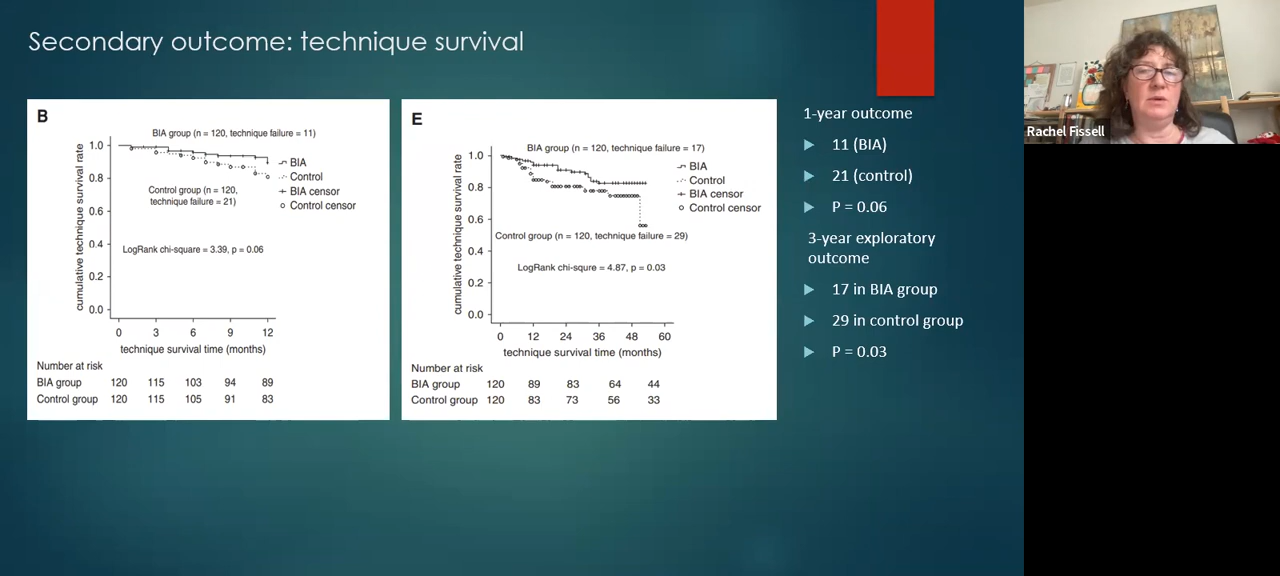 Secondary outcome: technique survival
B
BIA group (n = 120, technique failure = 11)
cumulative technique survival rate
1.0
0.8
0.6
0.4
0.2
0.0
BIA
Control
BIA censor
Control censor
Control group (n = 120,
technique failure = 21)
LogRank chi-square = 3.39, p = 0.06
0 3 6 9 12
technique survival time (months)
Number at risk
BIA group 120 115 103 94 89
Control group 120 115 105 91 83
E
BIA group (n = 120, technique failure = 17)
cumulative technique survival rate
1.0
0.8
0.6
0.4
0.2
0.0
BIA
Control
BIA censor
Control censor
Control group (n = 120, technique failure = 29)
LogRank chi-squre = 4.87, p = 0.03
0 12 24 36 48 60
technique survival time (months)
Number at risk
BIA group 120 89 83 64 44
Control group 120 83 73 56 33
1-year outcome
11 (BIA)
21 (control)
P = 0.06
3-year exploratory
outcome
17 in BIA group
29 in control group
P = 0.03
Rachel Fissell